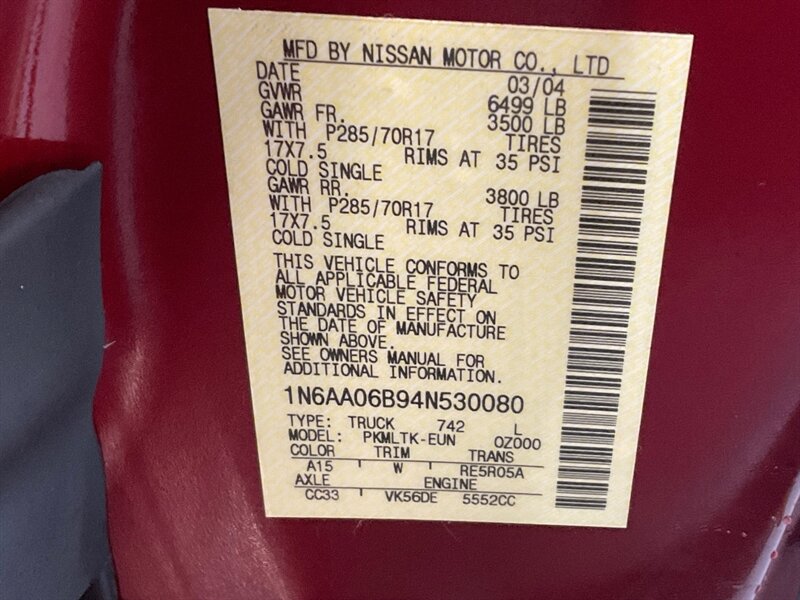 MFD BY NISSAN MOTOR CO., LTD
DATE 03/04
GVWR 6499 LB
GAWR FR. 3500 LB
WITH P285/70R17 TIRES
17X7.5 RIMS AT 35 PSI
COLD SINGLE
GAWR RR. 3800 LB
WITH P285/70R17 TIRES
17X7.5 RIMS AT 35 PSI
COLD SINGLE
THIS VEHICLE CONFORMS TO
ALL APPLICABLE FEDERAL
MOTOR VEHICLE SAFETY
STANDARDS IN EFFECT ON
THE DATE OF MANUFACTURE
SHOWN ABOVE.
SEE OWNERS MANUAL FOR
ADDITIONAL INFORMATION.
1N6AA06B94N530080
TYPE: TRUCK 742 L
MODEL: PKMLTK-EUN 0Z000
COLOR TRIM TRANS
A15 W RE5R05A
AXLE ENGINE
CC33 VK56DE 5552CC